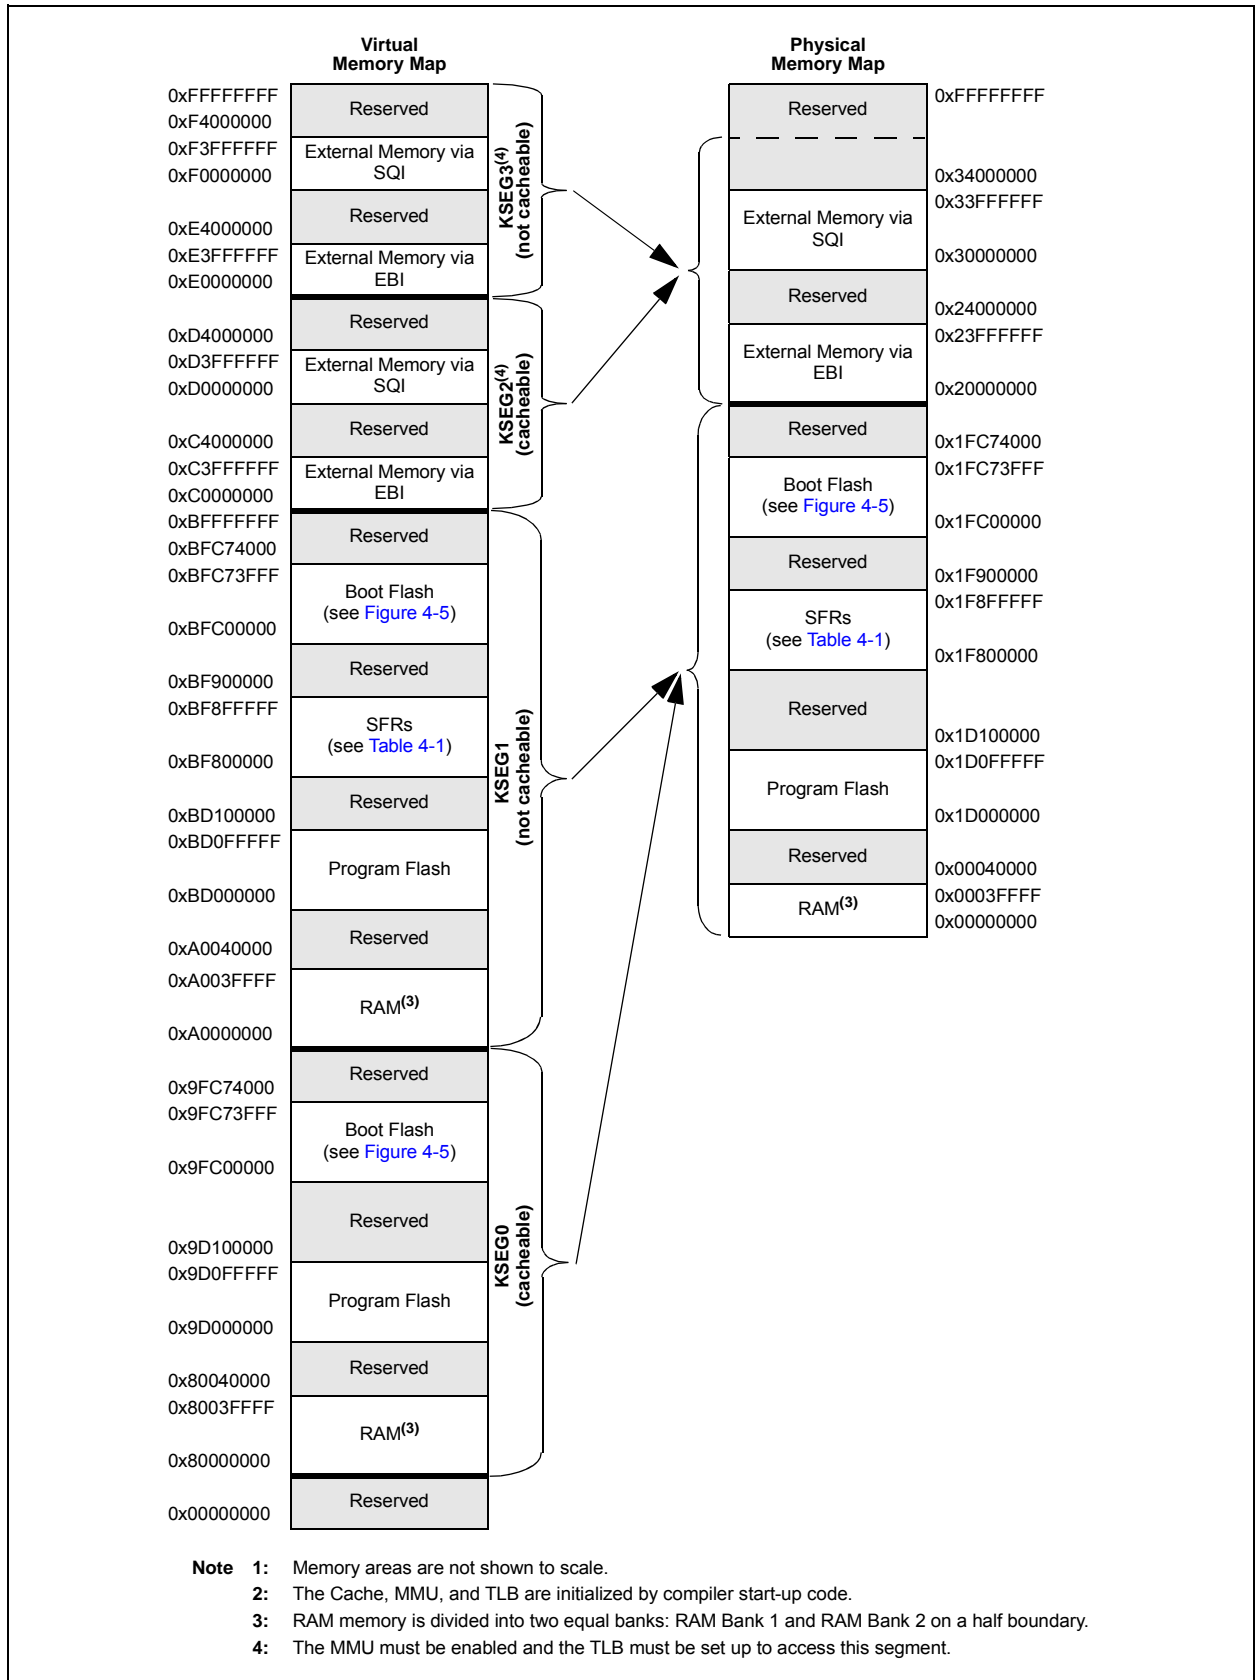 Virtual
Memory Map
0xFFFFFFFF
Reserved
0xF4000000
0xF3FFFFFF
External Memory via
SQI
0xF0000000
Reserved
0xE4000000
0xE3FFFFFF
External Memory via
EBI
0xE0000000
KSEG3(4)
(not cacheable)
Reserved
0xD4000000
0xD3FFFFFF
External Memory via
SQI
0xD0000000
Reserved
0xC4000000
0xC3FFFFFF
External Memory via
EBI
0xC0000000
KSEG2(4)
(cacheable)
0xBFFFFFFF
Reserved
0xBFC74000
0xBFC73FFF
Boot Flash
(see Figure 4-5)
0xBFC00000
Reserved
0xBF900000
0xBF8FFFFF
SFRs
(see Table 4-1)
0xBF800000
Reserved
0xBD100000
0xBD0FFFFF
Program Flash
0xBD000000
Reserved
0xA0040000
0xA003FFFF
RAM(3)
0xA0000000
KSEG1
(not cacheable)
Reserved
0x9FC74000
0x9FC73FFF
Boot Flash
(see Figure 4-5)
0x9FC00000
Reserved
0x9D100000
0x9D0FFFFF
Program Flash
0x9D000000
Reserved
0x80040000
0x8003FFFF
RAM(3)
0x80000000
KSEG0
(cacheable)
Reserved
0x00000000
Physical
Memory Map
0xFFFFFFFF
Reserved
0x34000000
0x33FFFFFF
External Memory via
SQI
0x30000000
Reserved
0x24000000
0x23FFFFFF
External Memory via
EBI
0x20000000
Reserved
0x1FC74000
0x1FC73FFF
Boot Flash
(see Figure 4-5)
0x1FC00000
Reserved
0x1F900000
0x1F8FFFFF
SFRs
(see Table 4-1)
0x1F800000
Reserved
0x1D100000
0x1D0FFFFF
Program Flash
0x1D000000
Reserved
0x00040000
0x0003FFFF
RAM(3)
0x00000000
Note 1: Memory areas are not shown to scale.
2: The Cache, MMU, and TLB are initialized by compiler start-up code.
3: RAM memory is divided into two equal banks: RAM Bank 1 and RAM Bank 2 on a half boundary.
4: The MMU must be enabled and the TLB must be set up to access this segment.